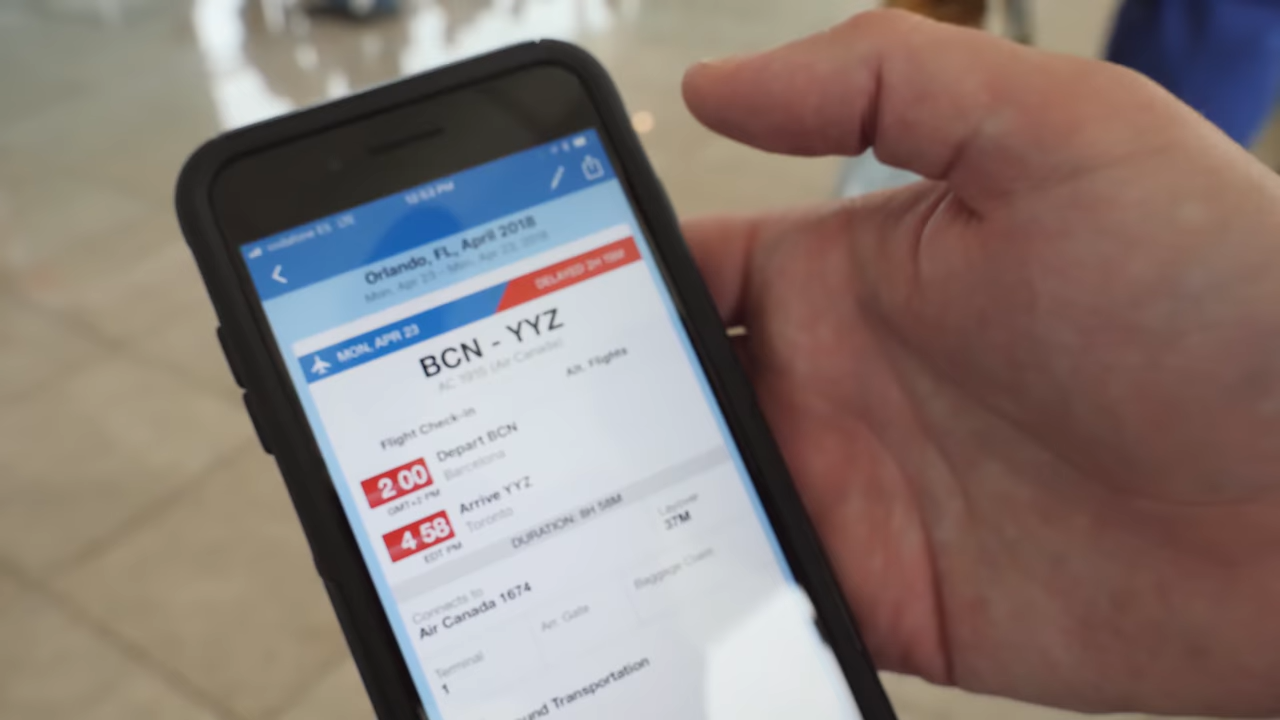 vodafone ES LTE
12:53 PM
Orlando, FL, April 2018
Mon, Apr 23 - Mon, Apr 23, 2018
MON, APR 23
DELAYED 2H
BCN - YYZ
AC 1915 (Air Canada)
Alt. Flights
Flight Check-in
2 00
GMT+2 PM
Depart BCN
Barcelona
4 58
EDT PM
Arrive YYZ
Toronto
DURATION: 8H 58M
Connects to
Air Canada 1674
Layover
37M
Terminal
1
Arr. Gate
Baggage Claim
ound Transportation